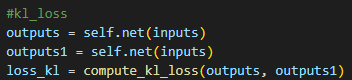 #kl_loss
outputs = self.net(inputs)
outputs1 = self.net(inputs)
loss_kl = compute_kl_loss(outputs, outputs1)